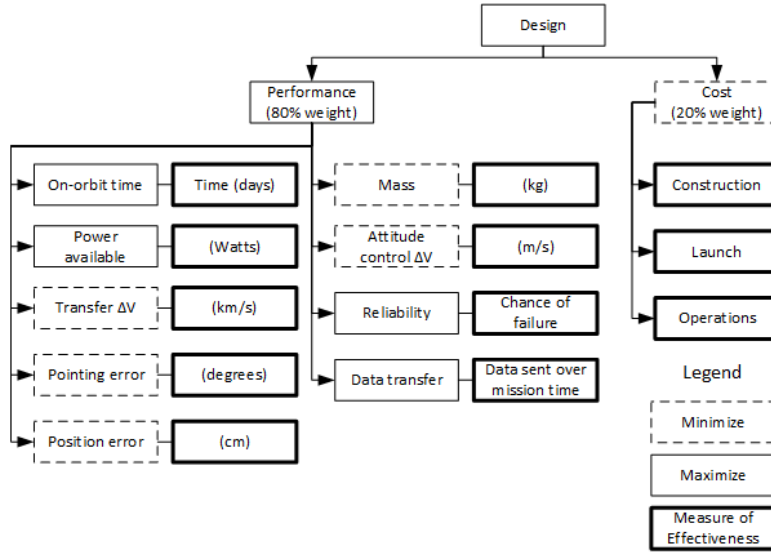 Design
Performance
(80% weight)
Cost
(20% weight)
On-orbit time
Time (days)
Mass
(kg)
Construction
Power
available
(Watts)
Attitude
control ΔV
(m/s)
Launch
Transfer ΔV
(km/s)
Reliability
Chance of
failure
Operations
Pointing error
(degrees)
Data transfer
Data sent over
mission time
Position error
(cm)
Legend
Minimize
Maximize
Measure of
Effectiveness